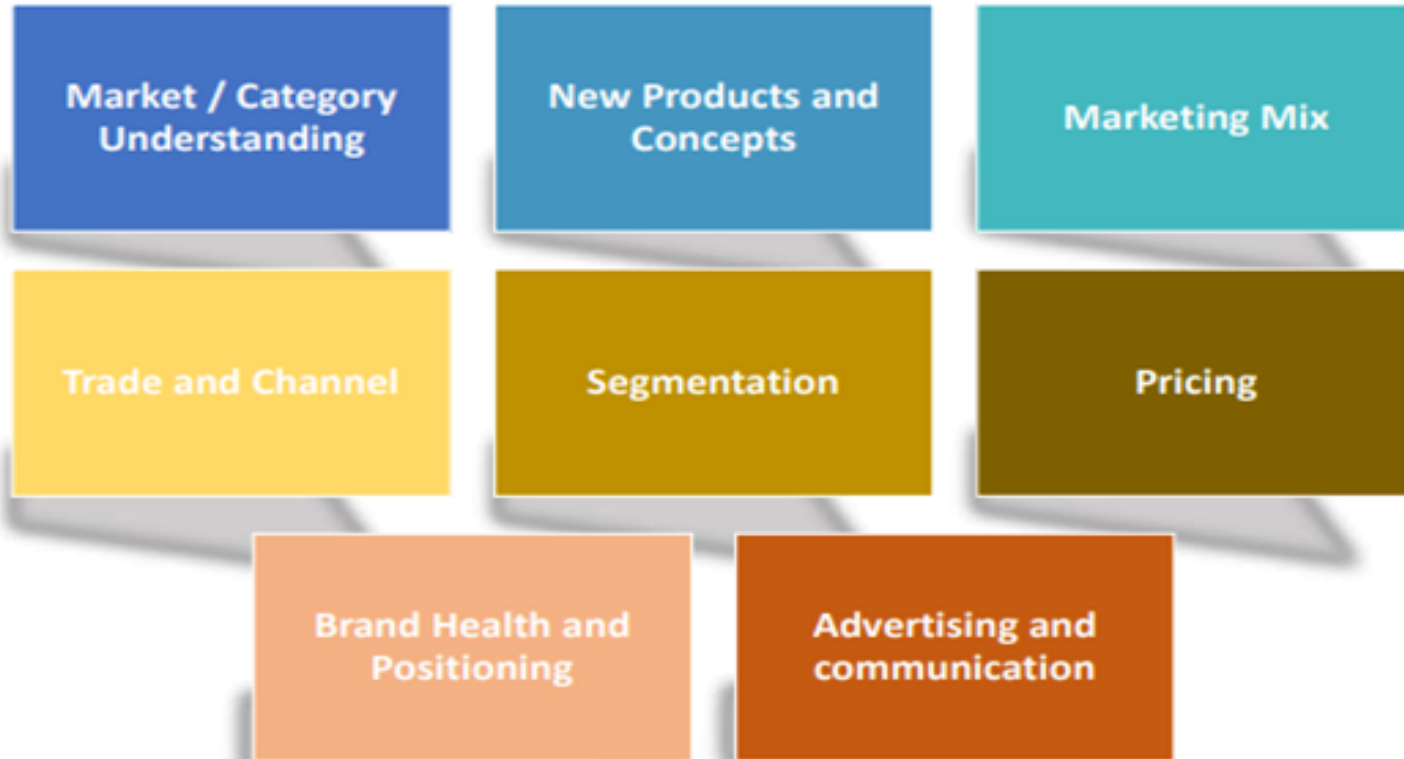 Market / Category
Understanding
New Products and
Concepts
Marketing Mix
Trade and Channel
Segmentation
Pricing
Brand Health and
Positioning
Advertising and
communication